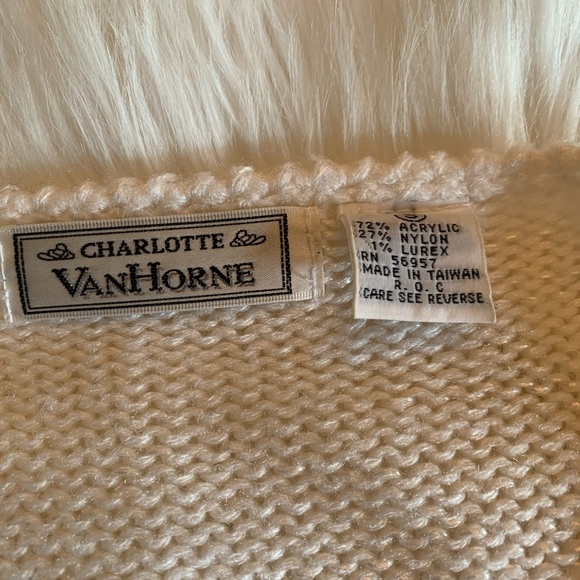 CHARLOTTE
VANHORNE
72% ACRYLIC
27% NYLON
1% LUREX
RN 56957
MADE IN TAIWAN
R. O. C
CARE SEE REVERSE